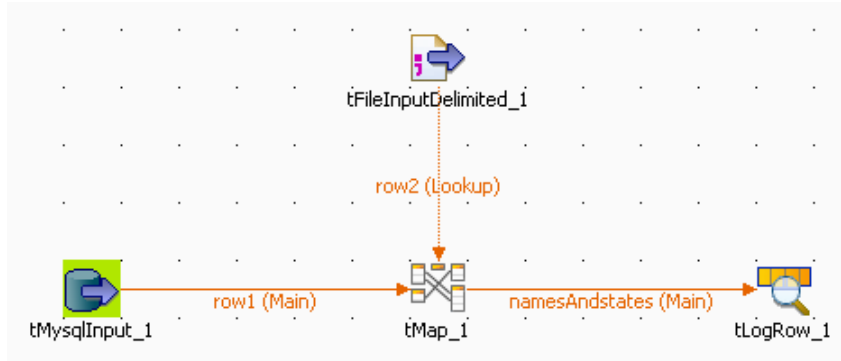 tFileInputDelimited_1
row2 (Lookup)
row1 (Main)
namesAndstates (Main)
tMysqlInput_1
tMap_1
tLogRow_1